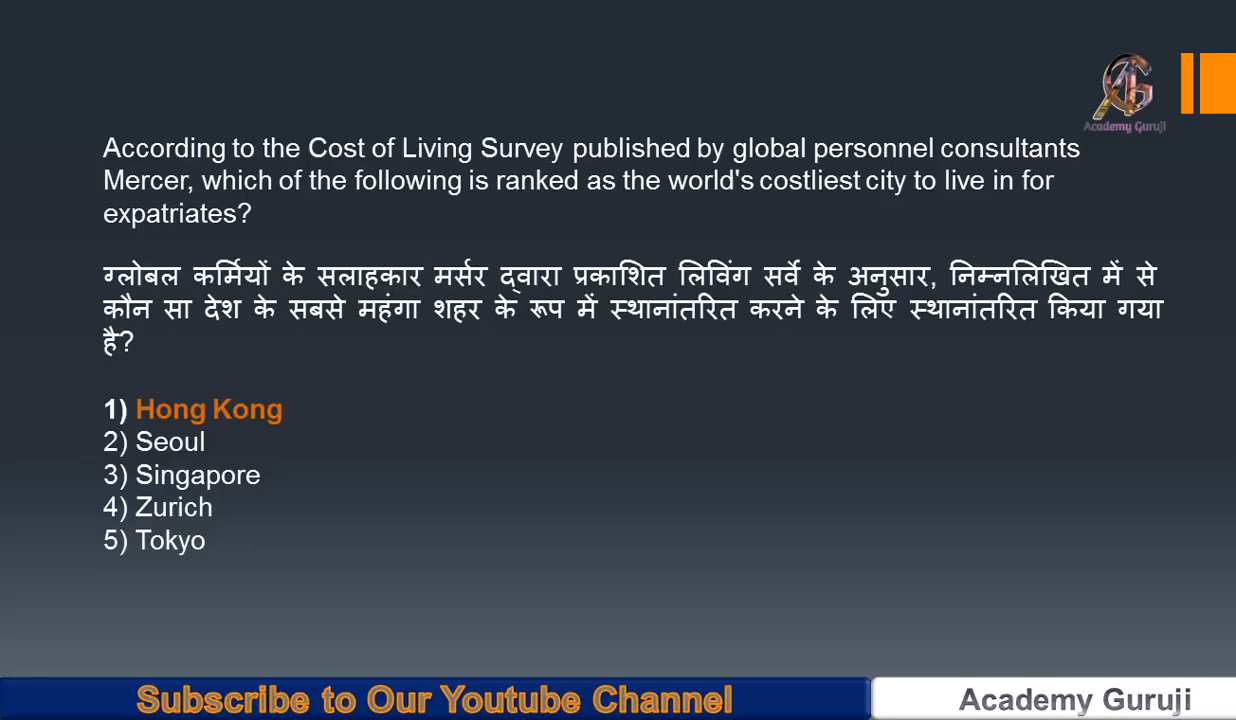 Academy Guruji
According to the Cost of Living Survey published by global personnel consultants
Mercer, which of the following is ranked as the world's costliest city to live in for
expatriates?
ग्लोबल कर्मियों के सलाहकार मर्सर द्वारा प्रकाशित लिविंग सर्वे के अनुसार, निम्नलिखित में से
कौन सा देश के सबसे महंगा शहर के रूप में स्थानांतरित करने के लिए स्थानांतरित किया गया
है?
1) Hong Kong
2) Seoul
3) Singapore
4) Zurich
5) Tokyo
Subscribe to Our Youtube Channel
Academy Guruji